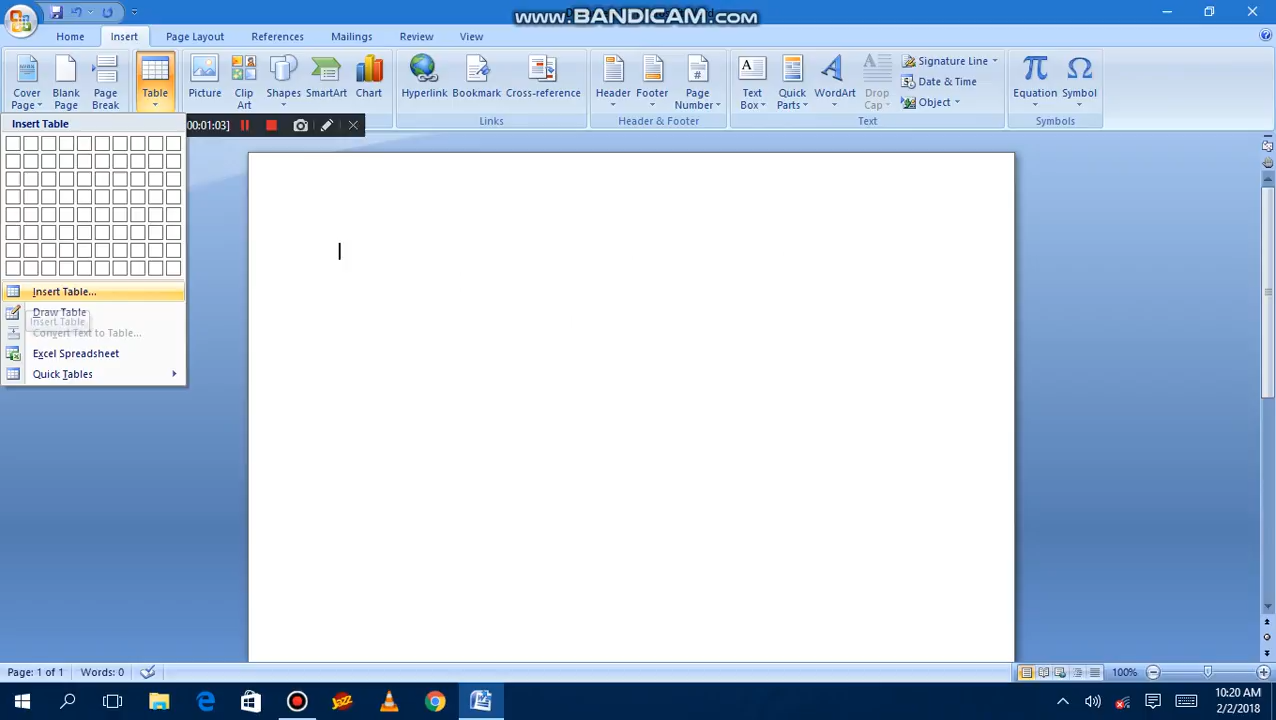 www.BANDICAM.com
Home Insert Page Layout References Mailings Review View
Cover Page Blank Page Page Break Table Picture Clip Art Shapes SmartArt Chart Hyperlink Bookmark Cross-reference Header Footer Page Number Text Box Quick Parts WordArt Drop Cap Signature Line Date & Time Object Equation Symbol
Links Header & Footer Text Symbols
Insert Table
00:01:03]
Insert Table...
Draw Table
Insert Table
Convert Text to Table...
Excel Spreadsheet
Quick Tables
Page: 1 of 1 Words: 0 100%
10:20 AM
2/2/2018